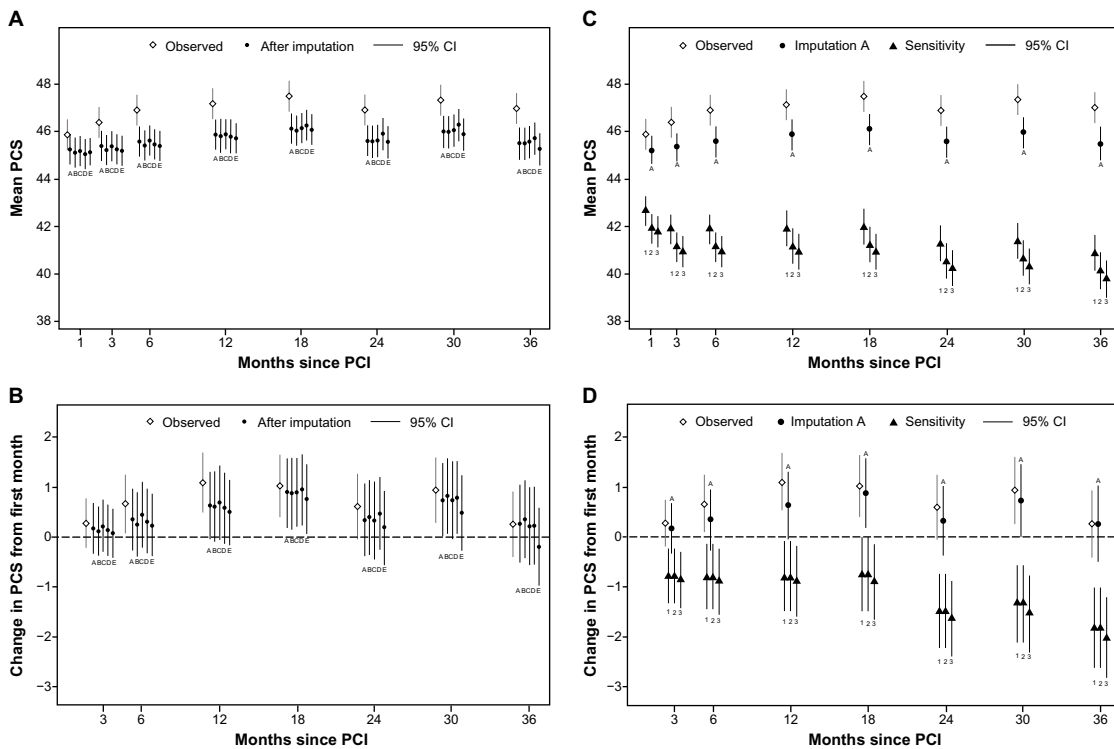 A
◇ Observed • After imputation — 95% CI
Mean PCS
48
46
44
42
40
38
ABCDE ABCDE ABCDE ABCDE ABCDE ABCDE ABCDE ABCDE
1 3 6 12 18 24 30 36
Months since PCI
C
◇ Observed ● Imputation A ▲ Sensitivity — 95% CI
Mean PCS
48
46
44
42
40
38
A A A A A A A A
1 2 3 1 2 3 1 2 3 1 2 3 1 2 3 1 2 3 1 2 3 1 2 3
1 3 6 12 18 24 30 36
Months since PCI
B
◇ Observed • After imputation — 95% CI
Change in PCS from first month
2
1
0
−1
−2
−3
ABCDE ABCDE ABCDE ABCDE ABCDE ABCDE ABCDE
3 6 12 18 24 30 36
Months since PCI
D
◇ Observed ● Imputation A ▲ Sensitivity — 95% CI
Change in PCS from first month
2
1
0
−1
−2
−3
A A A A A A A
1 2 3 1 2 3 1 2 3 1 2 3 1 2 3 1 2 3 1 2 3
3 6 12 18 24 30 36
Months since PCI